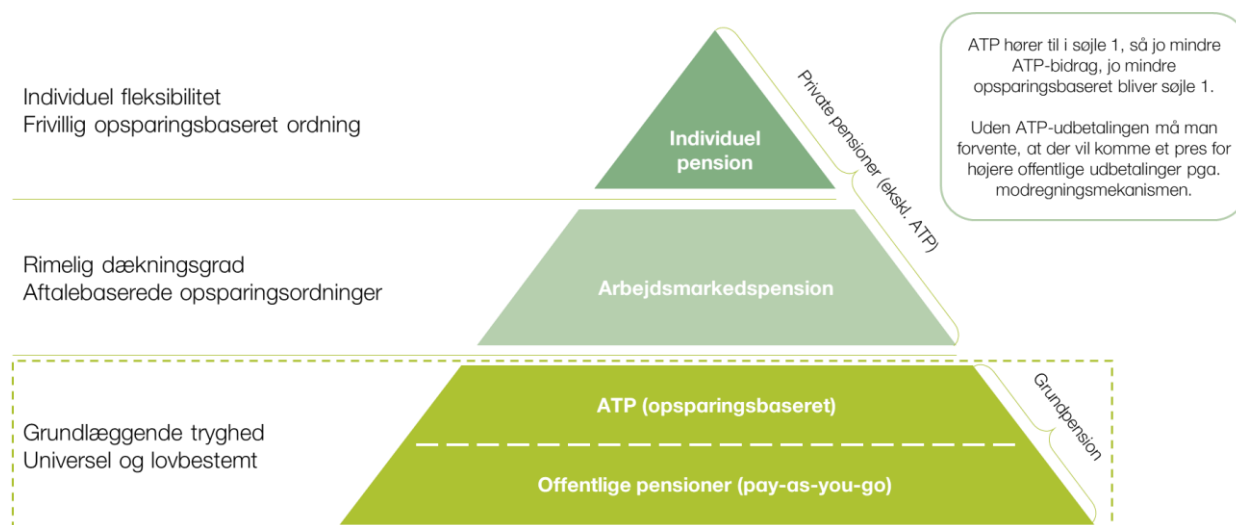 Individuel fleksibilitet
Frivillig opsparingsbaseret ordning
Individuel
pension
Private pensioner (ekskl. ATP)
ATP hører til i søjle 1, så jo mindre
ATP-bidrag, jo mindre
opsparingsbaseret bliver søjle 1.
Uden ATP-udbetalingen må man
forvente, at der vil komme et pres for
højere offentlige udbetalinger pga.
modregningsmekanismen.
Rimelig dækningsgrad
Aftalebaserede opsparingsordninger
Arbejdsmarkedspension
Grundlæggende tryghed
Universel og lovbestemt
ATP (opsparingsbaseret)
Offentlige pensioner (pay-as-you-go)
Grundpension